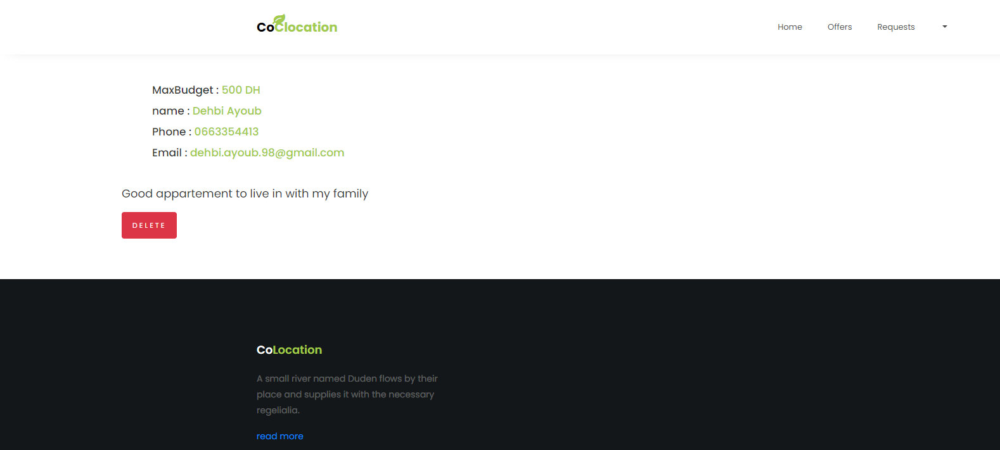 CoClocation
Home Offers Requests
MaxBudget : 500 DH
name : Dehbi Ayoub
Phone : 0663354413
Email : dehbi.ayoub.98@gmail.com
Good appartement to live in with my family
DELETE
CoLocation
A small river named Duden flows by their
place and supplies it with the necessary
regelialia.
read more